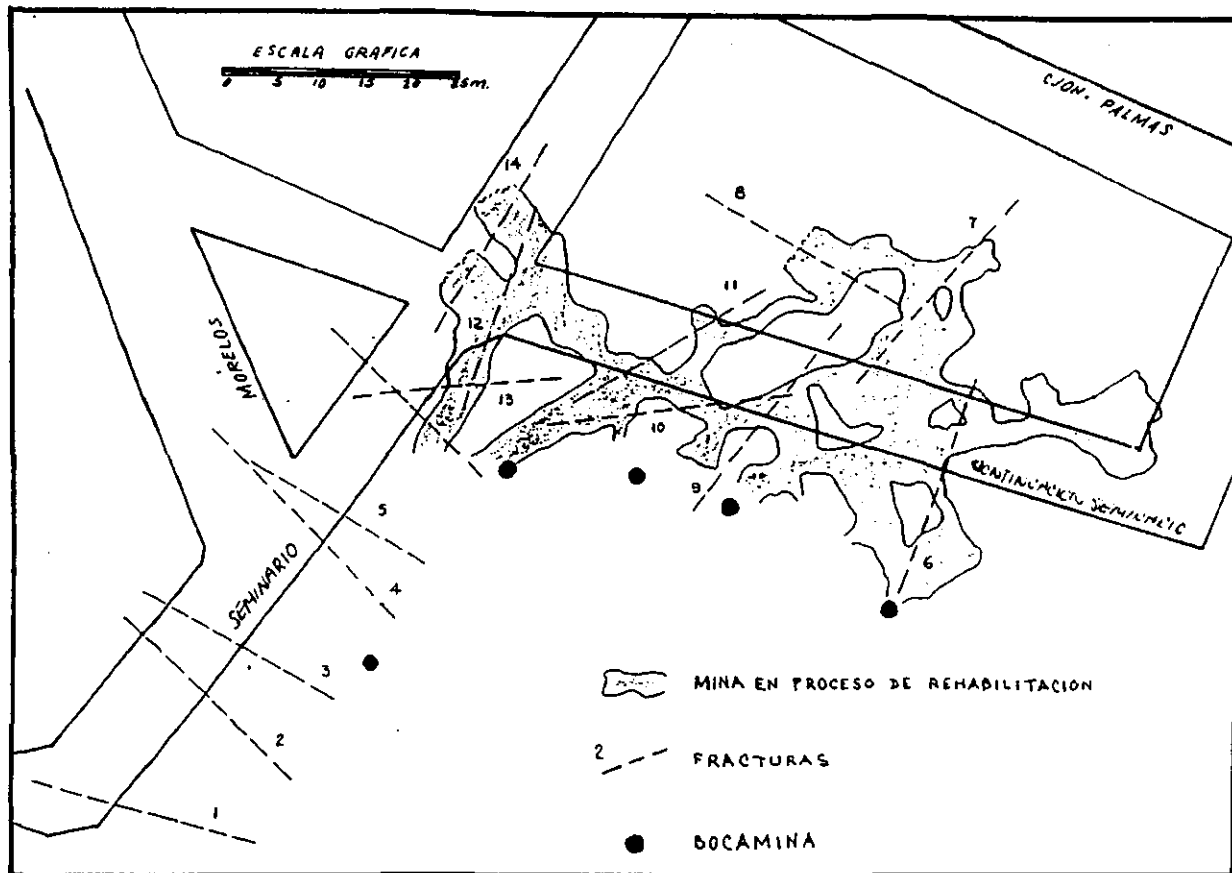 ESCALA GRAFICA
0 5 10 15 20 25m.
CJON. PALMAS
14
8
7
11
MORELOS
12
13
10
9
5
4
SEMINARIO
6
3
2
1
MINA EN PROCESO DE REHABILITACION
2 FRACTURAS
BOCAMINA